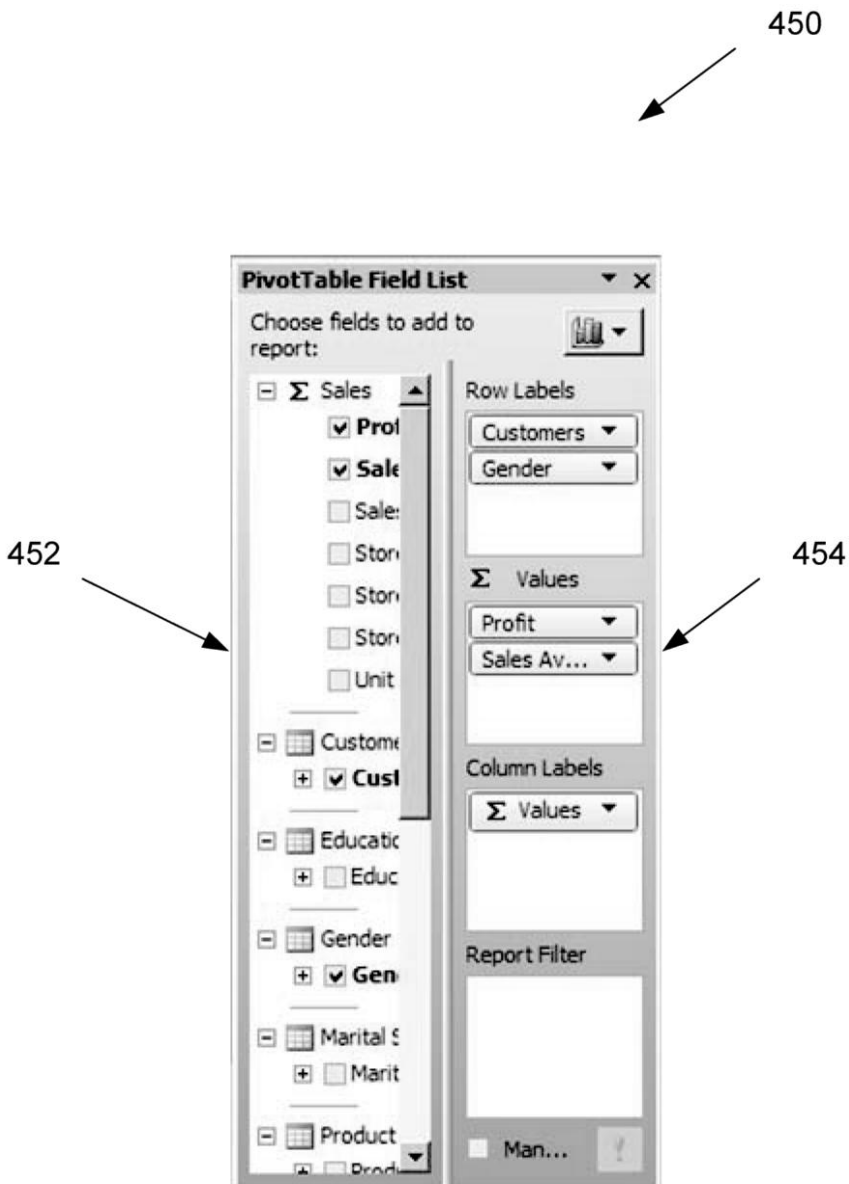 450
PivotTable Field List
Choose fields to add to
report:
Σ Sales
Prof
Sale
Sales
Store
Store
Store
Unit
Custome
Cust
Educatic
Educ
Gender
Gen
Marital S
Marit
Product
Produ
Row Labels
Customers
Gender
Σ Values
Profit
Sales Av...
Column Labels
Σ Values
Report Filter
Man...
452
454